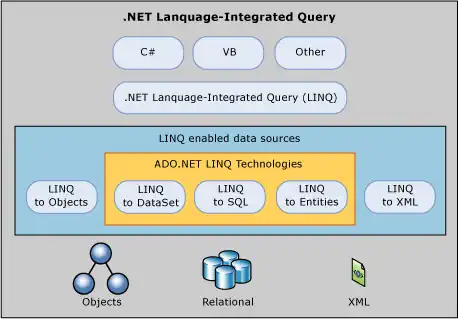 .NET Lanquage-Integrated Query
C#
VB
Other
.NET Language-Integrated Query (LINQ)
LINQ enabled data sources
ADO.NET LINQ Technologies
LINQ
to Objects
LINQ
to DataSet
LINQ
to SQL
LINQ
to Entities
LINQ
to XML
Objects
Relational
XML